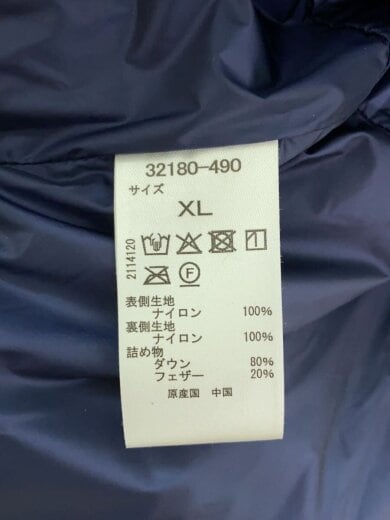 32180-490
サイズ
XL
2114120
F
表側生地
ナイロン 100%
裏側生地
ナイロン 100%
詰め物
ダウン 80%
フェザー 20%
原産国 中国